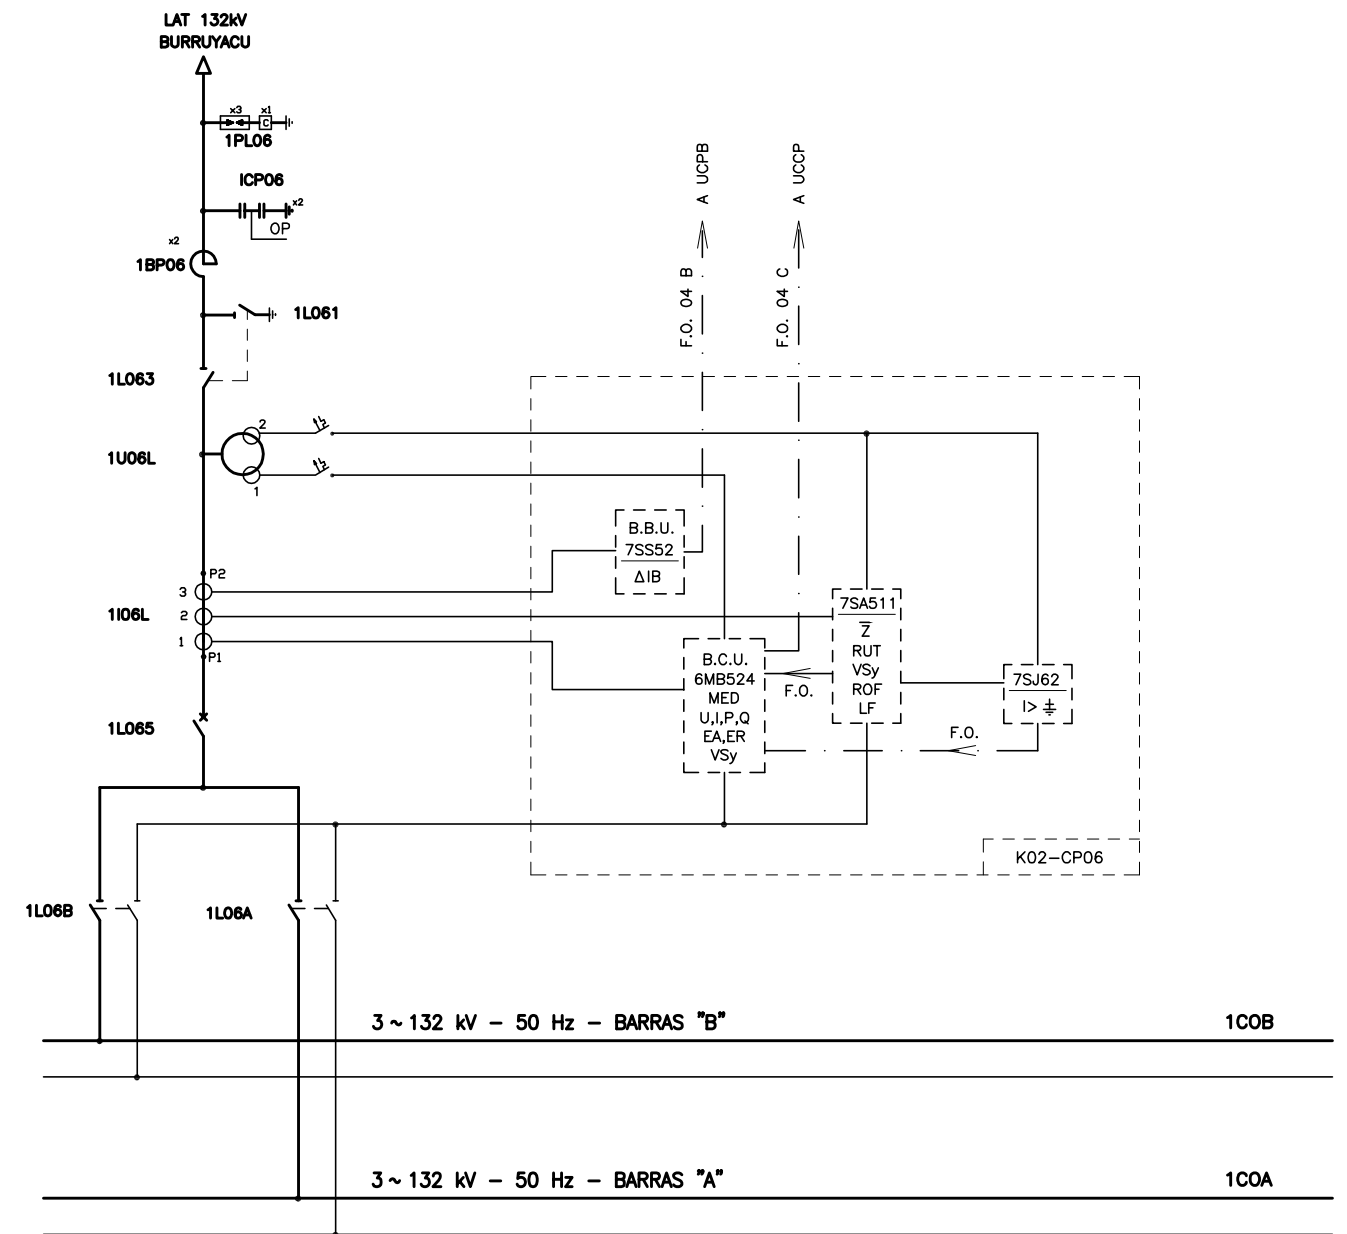 LAT 132kV
BURRUYACU
x3
x1
C
1PL06
ICP06
x2
OP
x2
1BP06
1L061
1L063
2
1U06L
1
A UCPB
A UCCP
F.O. 04 B
F.O. 04 C
B.B.U.
7SS52
ΔIB
P2
3
1I06L
2
1
P1
7SA511
Z̅
RUT
VSy
ROF
LF
B.C.U.
6MB524
MED
U,I,P,Q
EA,ER
VSy
F.O.
7SJ62
I>
F.O.
1L065
K02-CP06
1L06B
1L06A
3 ~ 132 kV - 50 Hz - BARRAS "B"
1COB
3 ~ 132 kV - 50 Hz - BARRAS "A"
1COA